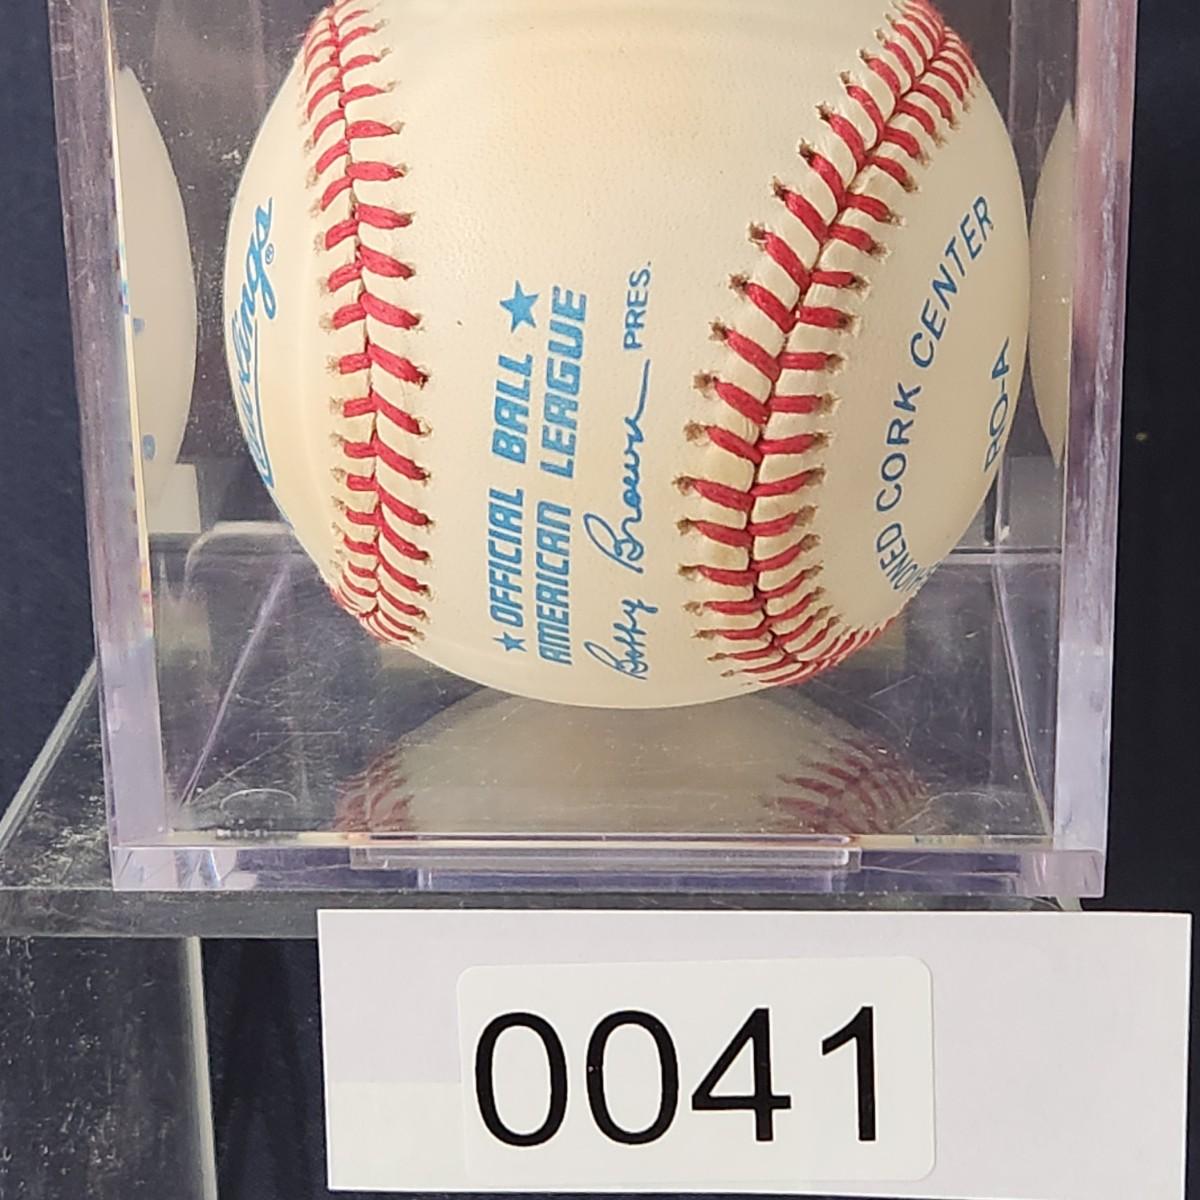 ★ OFFICIAL BALL ★
AMERICAN LEAGUE
Bobby Brown PRES.
CORK CENTER
RO-A
0041